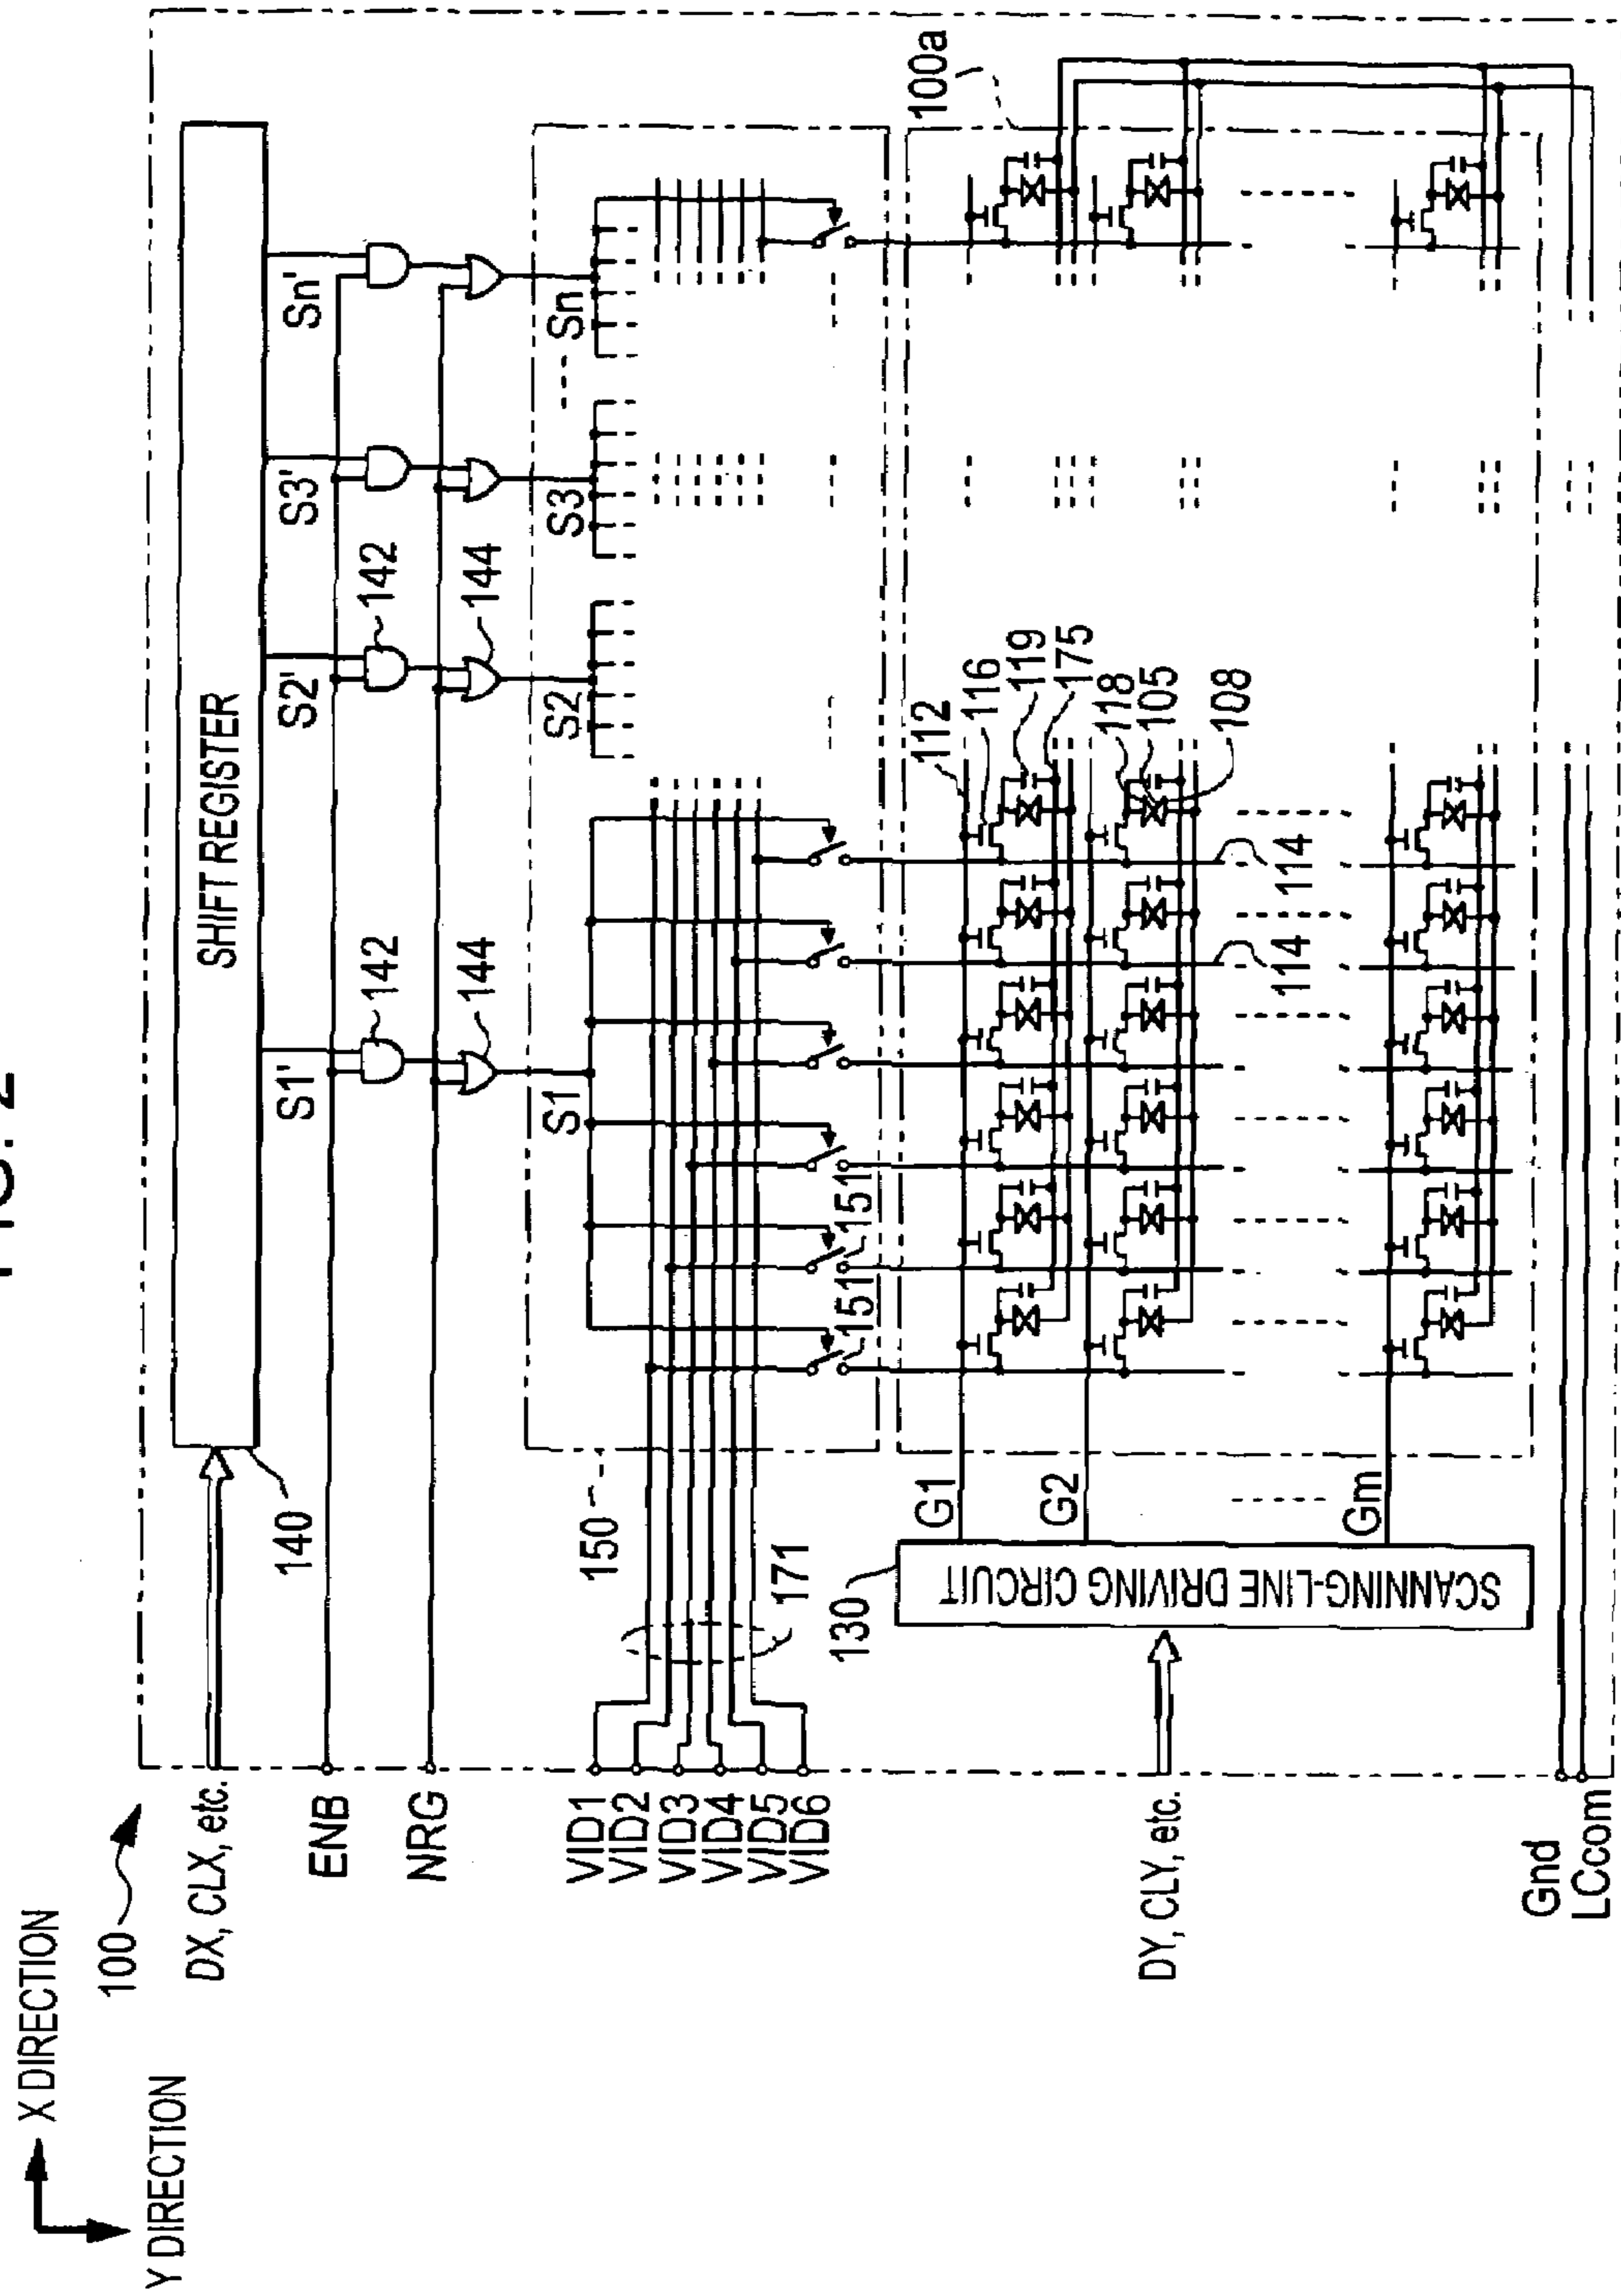 FIG. 2
X DIRECTION
Y DIRECTION
100
DX, CLX, etc.
140
SHIFT REGISTER
S1'
S2'
S3'
Sn'
ENB
142
142
NRG
144
144
150
S1
S2
S3
Sn
VID1
VID2
VID3
VID4
VID5
VID6
171
151
151
100a
130
SCANNING-LINE DRIVING CIRCUIT
DY, CLY, etc.
G1
G2
Gm
112
116
119
175
118
105
108
114
114
Gnd
LCcom